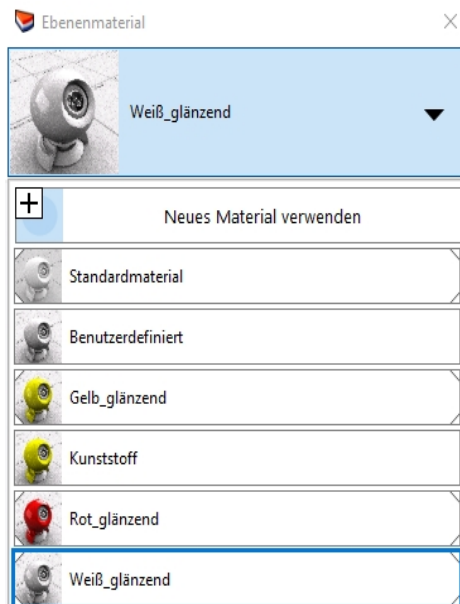 Ebenenmaterial
Weiß_glänzend
Neues Material verwenden
Standardmaterial
Benutzerdefiniert
Gelb_glänzend
Kunststoff
Rot_glänzend
Weiß_glänzend